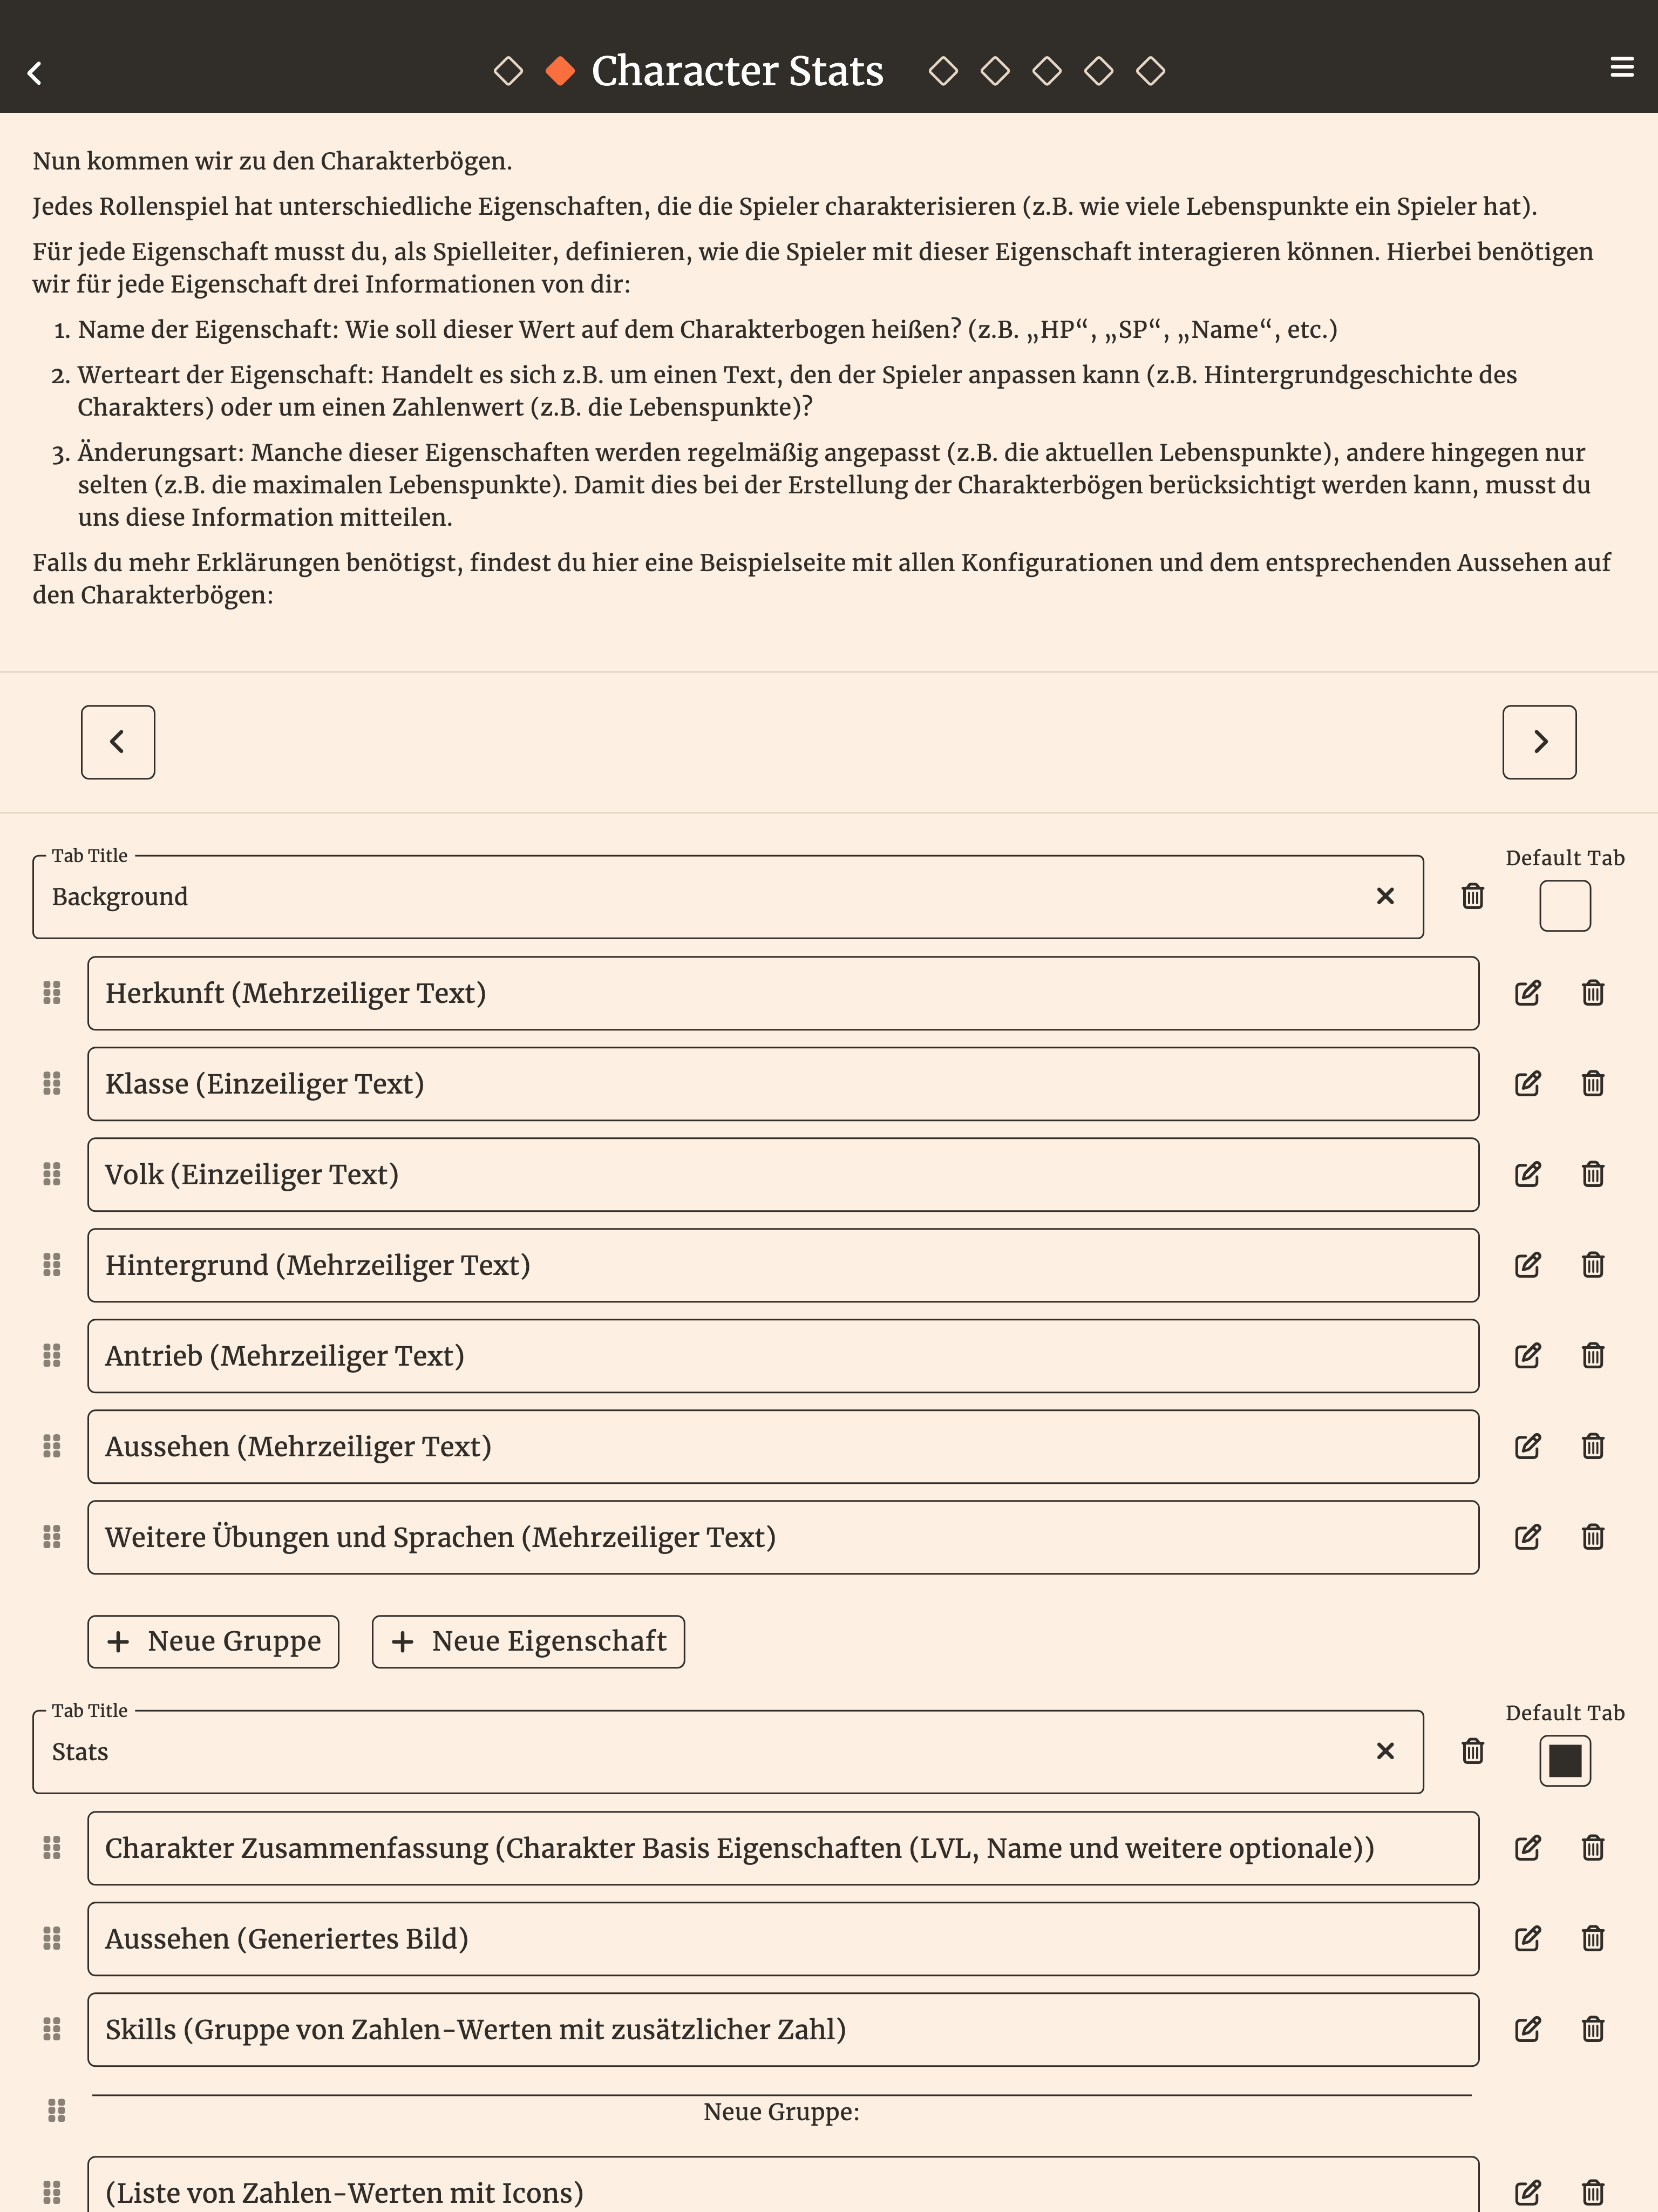 Character Stats
Nun kommen wir zu den Charakterbögen.
Jedes Rollenspiel hat unterschiedliche Eigenschaften, die die Spieler charakterisieren (z.B. wie viele Lebenspunkte ein Spieler hat).
Für jede Eigenschaft musst du, als Spielleiter, definieren, wie die Spieler mit dieser Eigenschaft interagieren können. Hierbei benötigen
wir für jede Eigenschaft drei Informationen von dir:
1. Name der Eigenschaft: Wie soll dieser Wert auf dem Charakterbogen heißen? (z.B. „HP“, „SP“, „Name“, etc.)
2. Werteart der Eigenschaft: Handelt es sich z.B. um einen Text, den der Spieler anpassen kann (z.B. Hintergrundgeschichte des
Charakters) oder um einen Zahlenwert (z.B. die Lebenspunkte)?
3. Änderungsart: Manche dieser Eigenschaften werden regelmäßig angepasst (z.B. die aktuellen Lebenspunkte), andere hingegen nur
selten (z.B. die maximalen Lebenspunkte). Damit dies bei der Erstellung der Charakterbögen berücksichtigt werden kann, musst du
uns diese Information mitteilen.
Falls du mehr Erklärungen benötigst, findest du hier eine Beispielseite mit allen Konfigurationen und dem entsprechenden Aussehen auf
den Charakterbögen:
Tab Title
Default Tab
Background
Herkunft (Mehrzeiliger Text)
Klasse (Einzeiliger Text)
Volk (Einzeiliger Text)
Hintergrund (Mehrzeiliger Text)
Antrieb (Mehrzeiliger Text)
Aussehen (Mehrzeiliger Text)
Weitere Übungen und Sprachen (Mehrzeiliger Text)
+ Neue Gruppe
+ Neue Eigenschaft
Tab Title
Default Tab
Stats
Charakter Zusammenfassung (Charakter Basis Eigenschaften (LVL, Name und weitere optionale))
Aussehen (Generiertes Bild)
Skills (Gruppe von Zahlen-Werten mit zusätzlicher Zahl)
Neue Gruppe:
(Liste von Zahlen-Werten mit Icons)